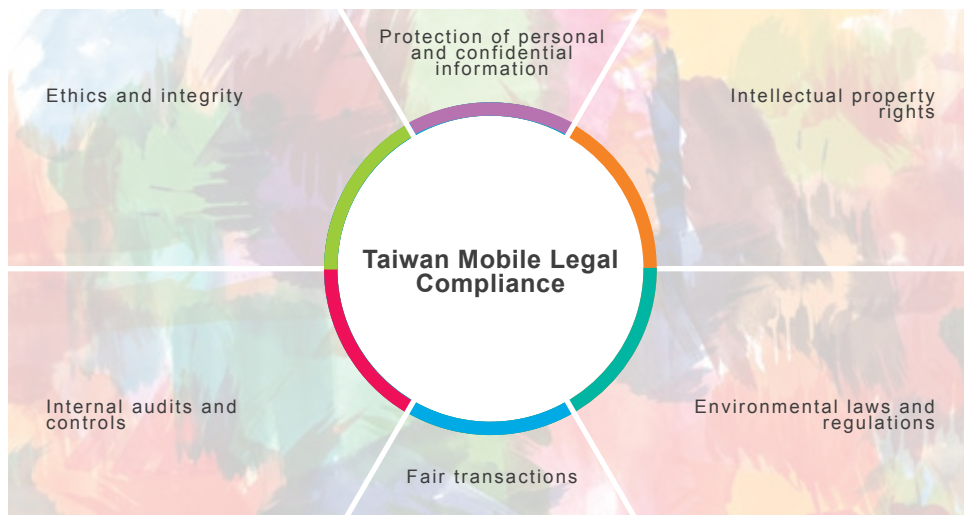 Protection of personal
and confidential
information
Ethics and integrity
Intellectual property
rights
Taiwan Mobile Legal
Compliance
Internal audits and
controls
Environmental laws and
regulations
Fair transactions